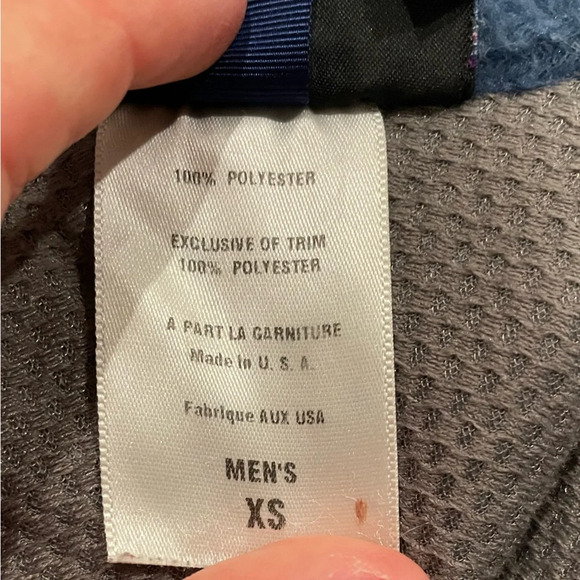 100% POLYESTER
EXCLUSIVE OF TRIM
100% POLYESTER
A PART LA GARNITURE
Made in U. S. A.
Fabrique AUX USA
MEN'S
XS